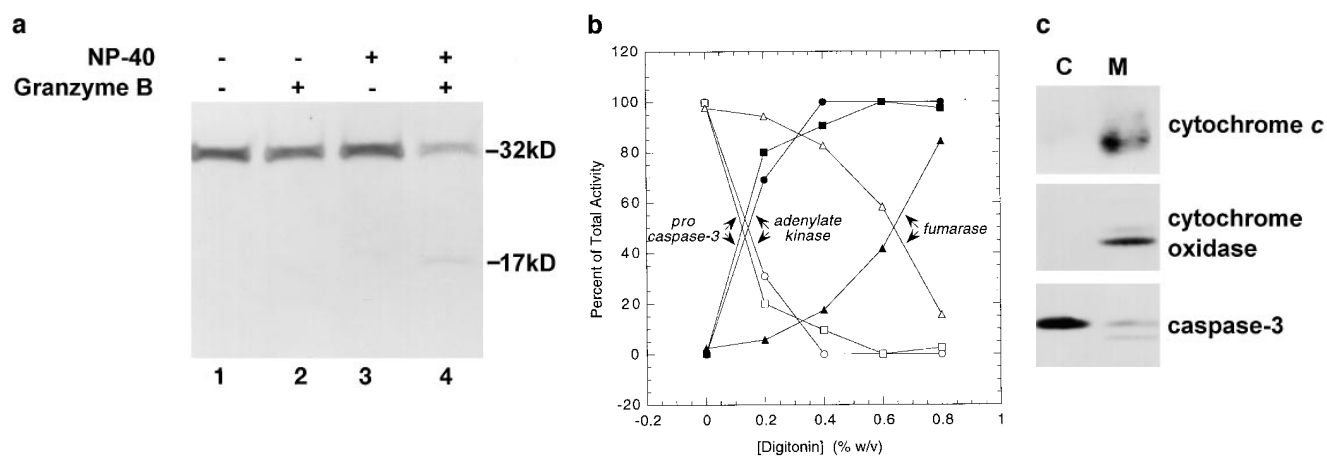 a
NP-40 - - + +
Granzyme B - + - +
-32kD
-17kD
1 2 3 4
b
120
100
80
60
40
20
0
-20
Percent of Total Activity
-0.2 0 0.2 0.4 0.6 0.8 1
[Digitonin] (% w/v)
pro
caspase-3
adenylate
kinase
fumarase
c
C M
cytochrome c
cytochrome
oxidase
caspase-3